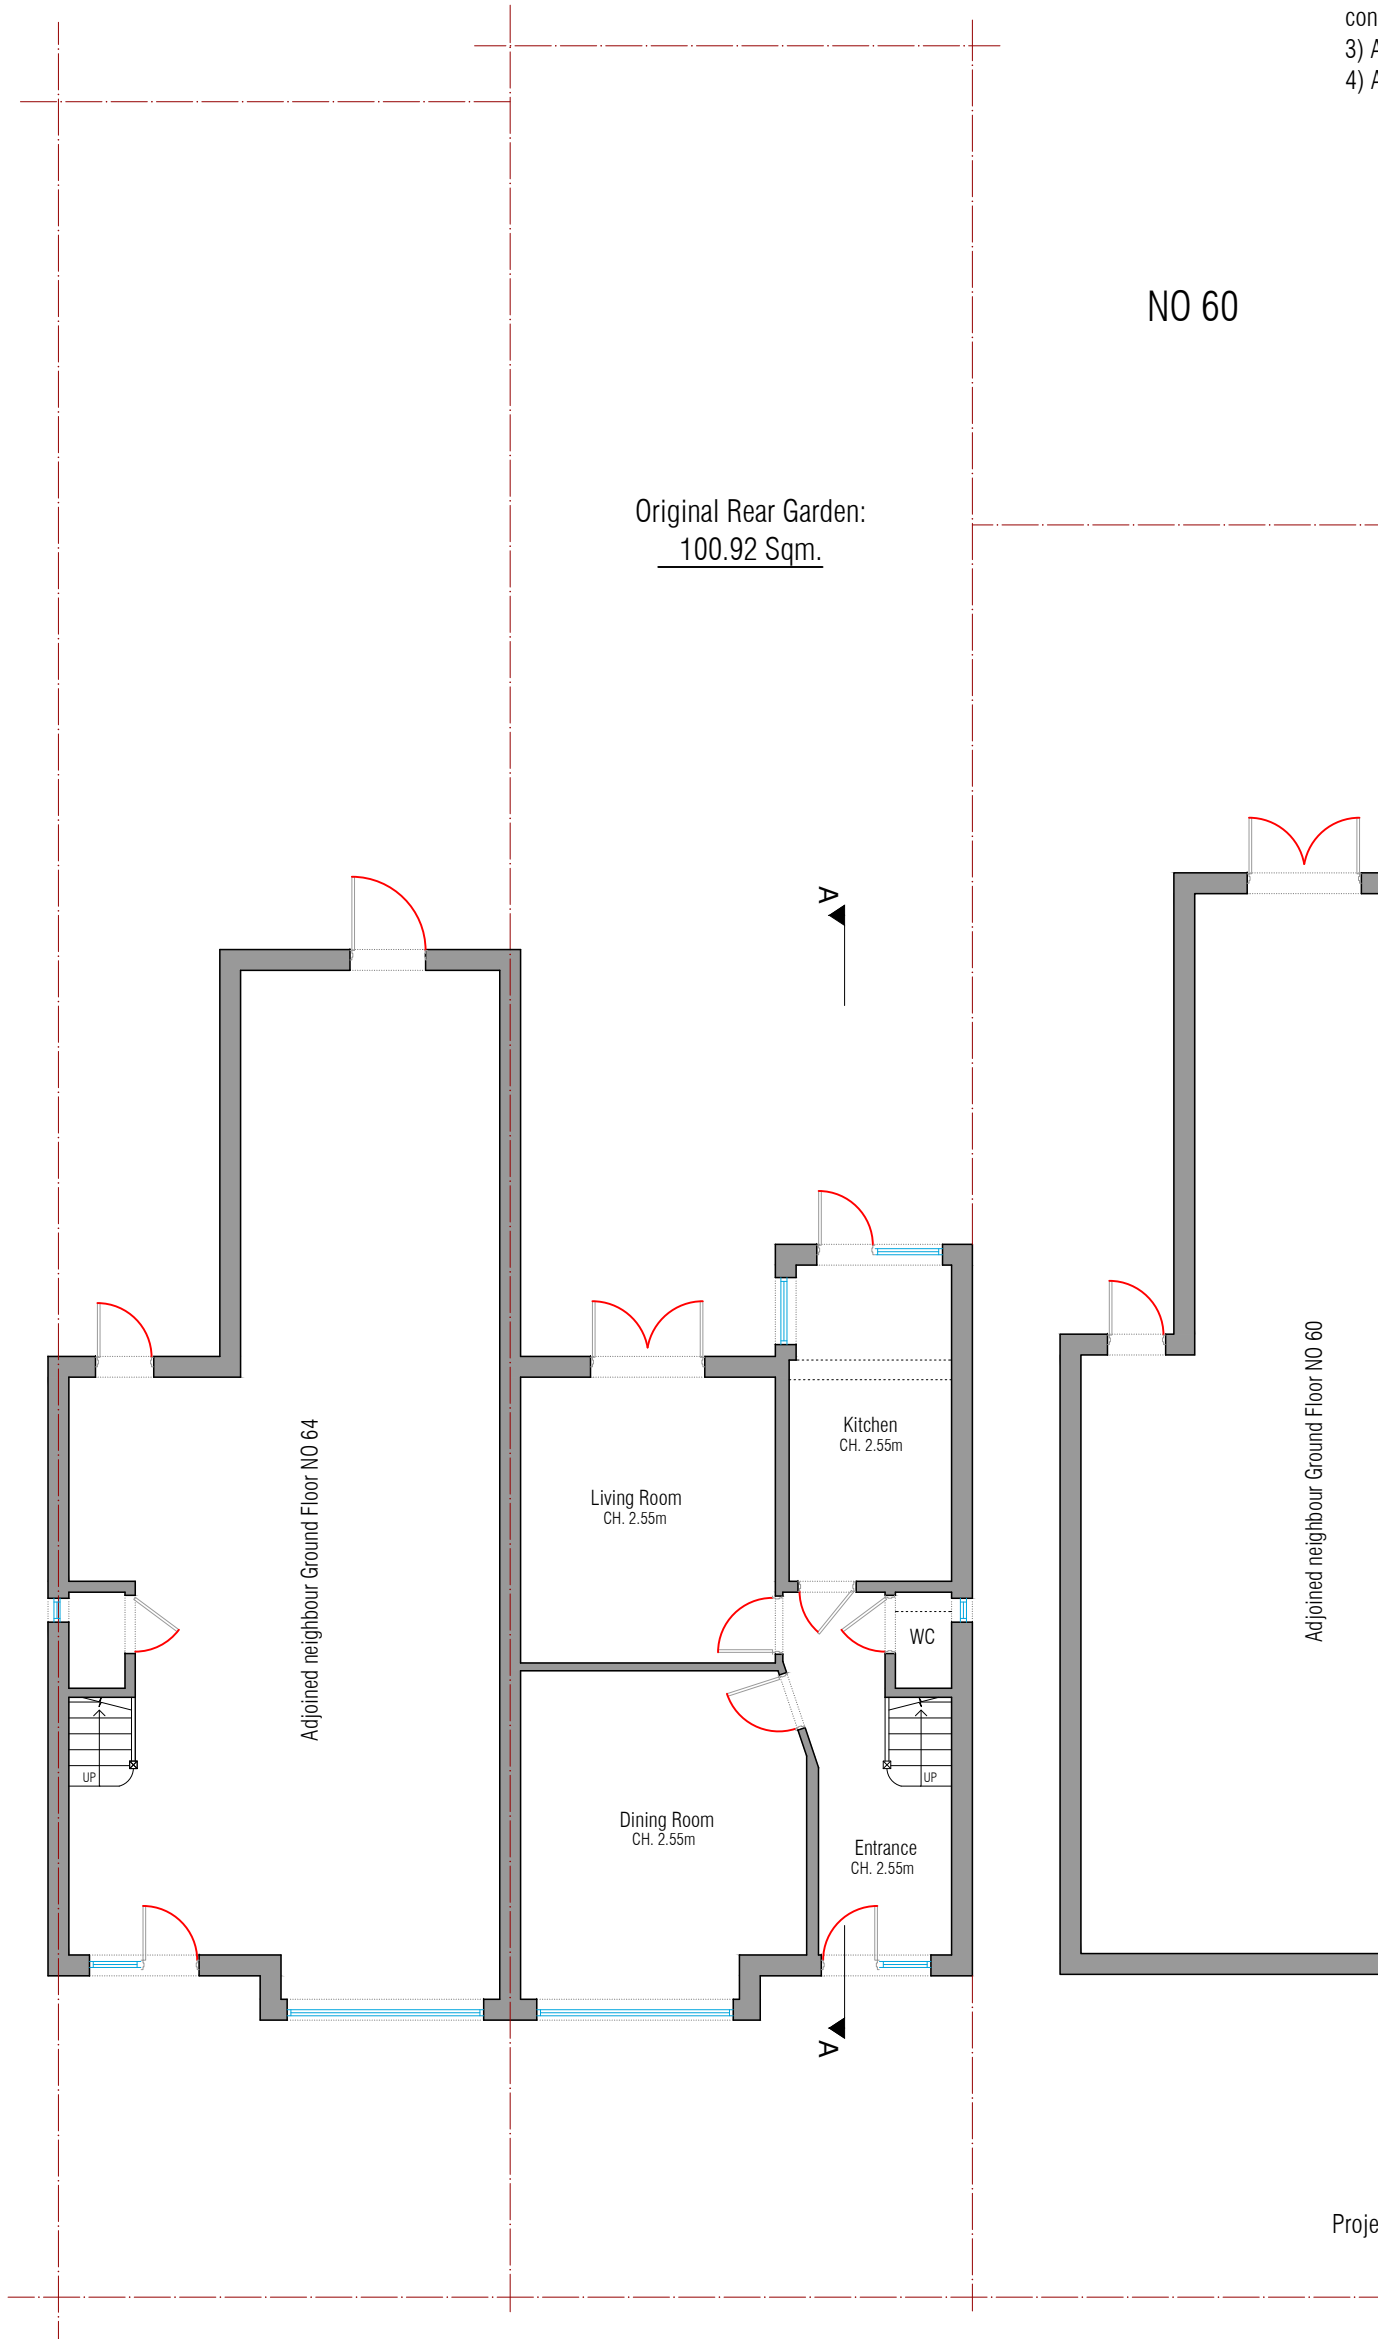 con
3) A
4) A
NO 60
Original Rear Garden:
100.92 Sqm.
A
Kitchen
CH. 2.55m
Living Room
CH. 2.55m
WC
Adjoined neighbour Ground Floor NO 64
Adjoined neighbour Ground Floor NO 60
UP
UP
Dining Room
CH. 2.55m
Entrance
CH. 2.55m
A
Proje